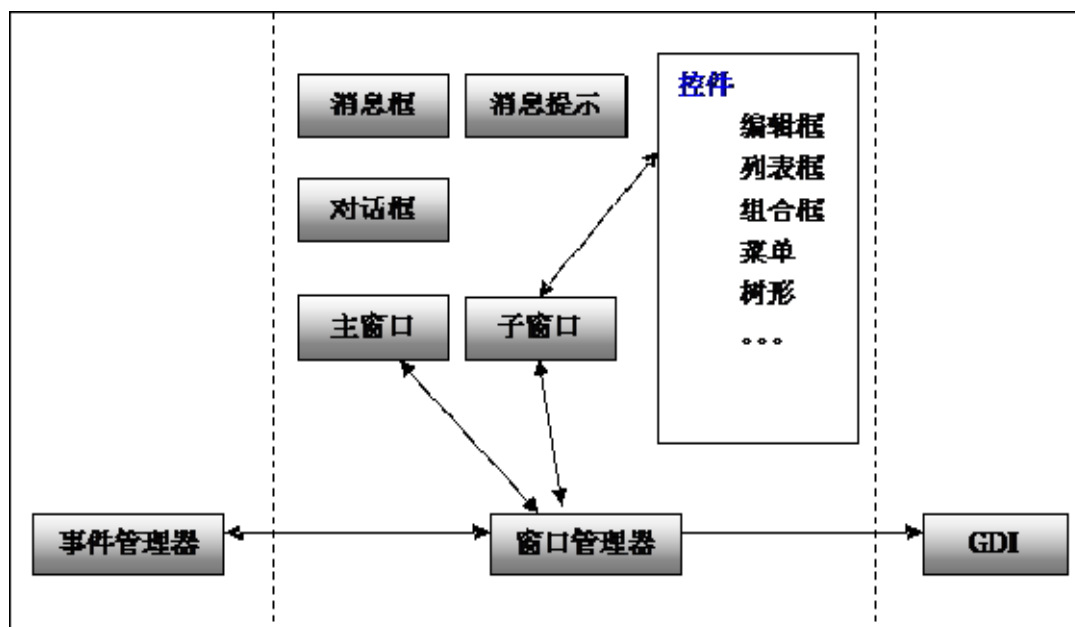 消息框
消息提示
控件
编辑框
列表框
组合框
菜单
树形
。。。
对话框
主窗口
子窗口
事件管理器
窗口管理器
GDI